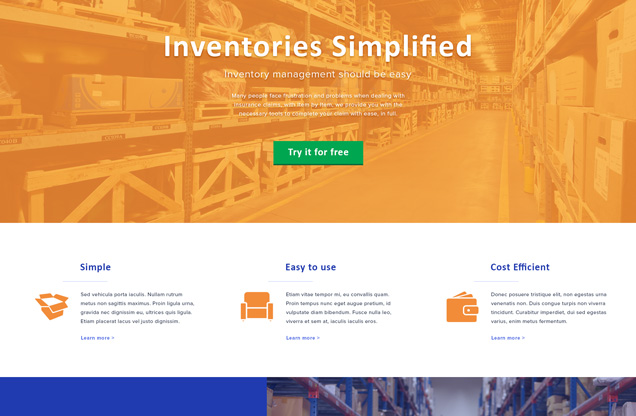 Inventories Simplified
Inventory management should be easy
Many people face frustration and problems when dealing with
insurance claims, with item by item, we provide you with the
necessary tools to complete your claim with ease, in full.
Try it for free
Simple
Sed vehicula porta iaculis. Nullam rutrum
metus non sagittis maximus. Proin ligula urna,
gravida nec dignissim eu, ultrices quis ligula.
Etiam placerat lacus vel justo dignissim.
Learn more >
Easy to use
Etiam vitae tempor mi, eu convallis quam.
Proin tempus nunc eget augue pretium, id
vulputate diam bibendum. Fusce nulla leo,
viverra et sem at, iaculis iaculis eros.
Learn more >
Cost Efficient
Donec posuere tristique elit, non egestas urna
venenatis non. Duis congue turpis non viverra
tincidunt. Curabitur imperdiet, dui sed egestas
varius, enim metus fermentum.
Learn more >